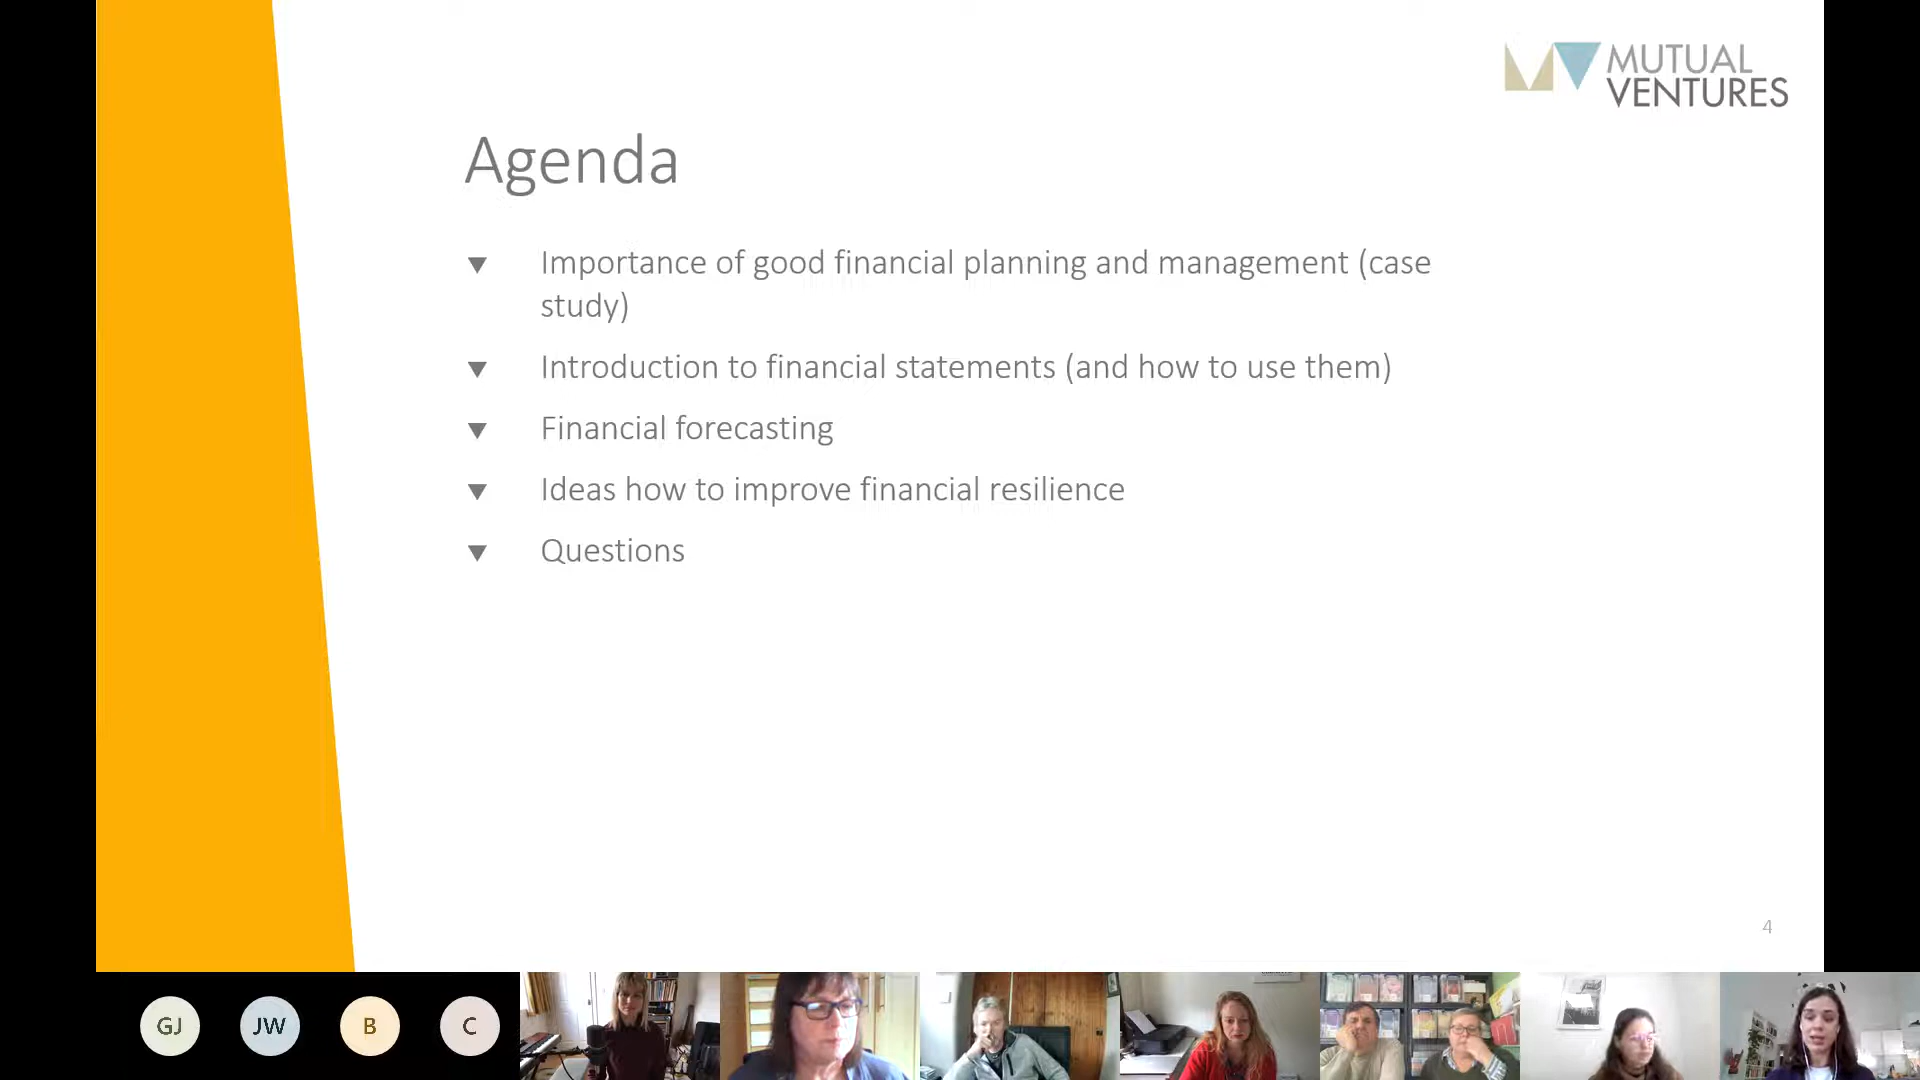 MUTUAL
VENTURES
Agenda
Importance of good financial planning and management (case
study)
Introduction to financial statements (and how to use them)
Financial forecasting
Ideas how to improve financial resilience
Questions
4
GJ
JW
B
C